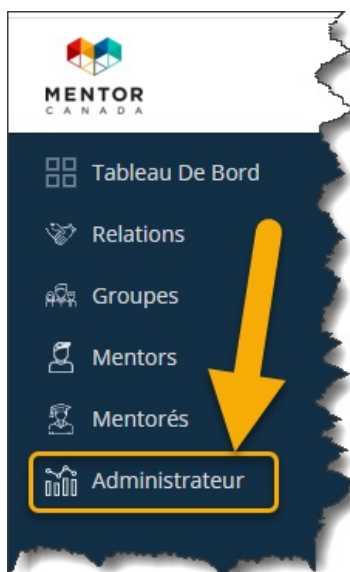 MENTOR
CANADA
Tableau De Bord
Relations
Groupes
Mentors
Mentorés
Administrateur